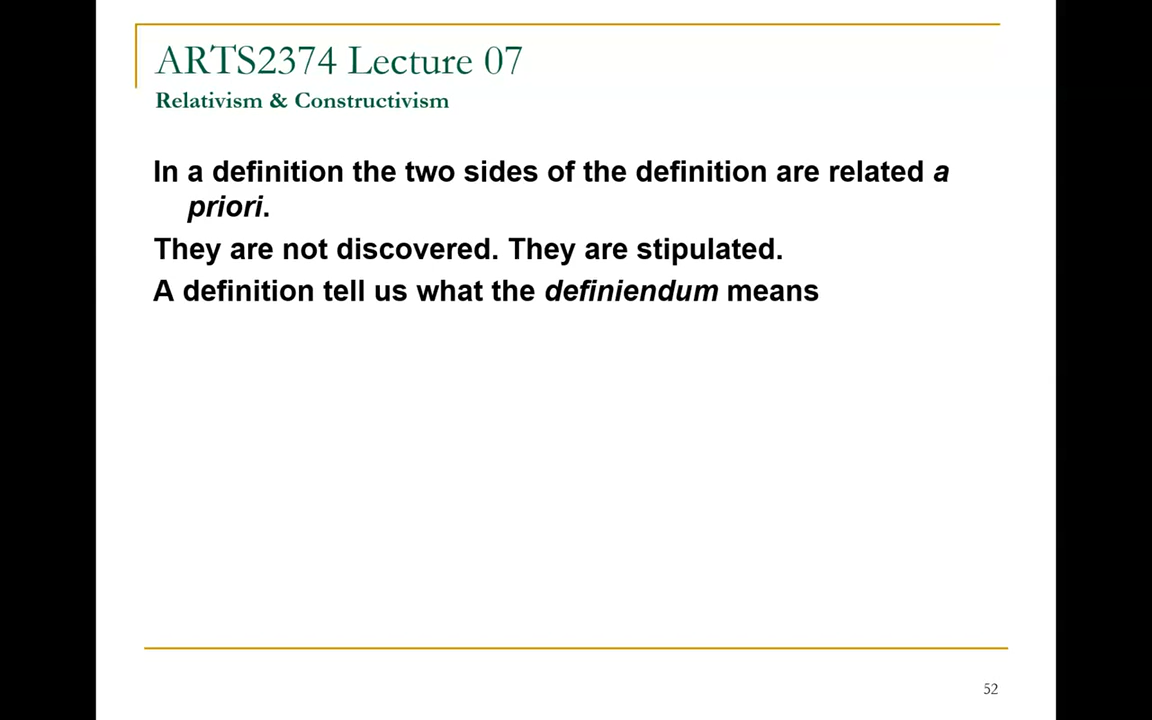 ARTS2374 Lecture 07
Relativism & Constructivism
In a definition the two sides of the definition are related a
priori.
They are not discovered. They are stipulated.
A definition tell us what the definiendum means
52